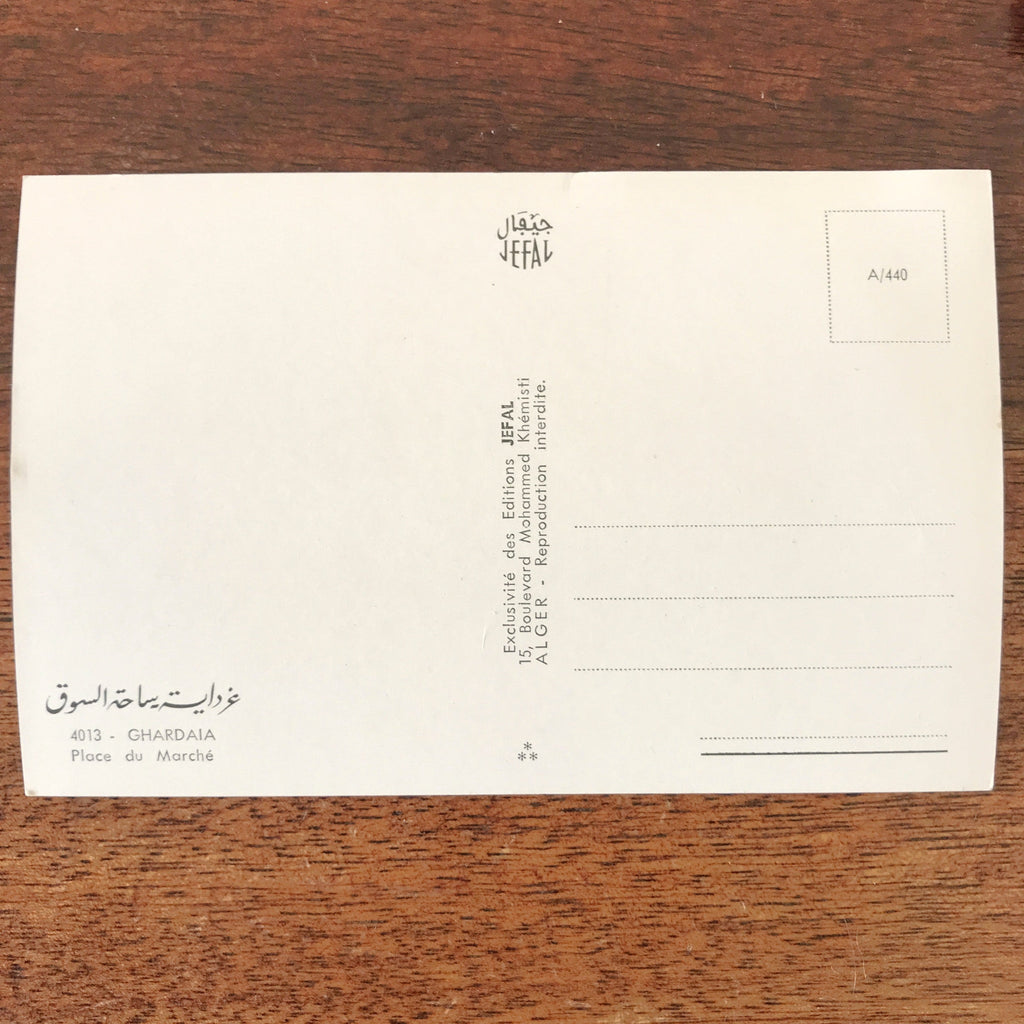 جيفال
JEFAL
A/440
Exclusivité des Editions JEFAL
15, Boulevard Mohammed Khémisti
ALGER - Reproduction interdite.
غرداية ساحة السوق
4013 - GHARDAIA
Place du Marché
***